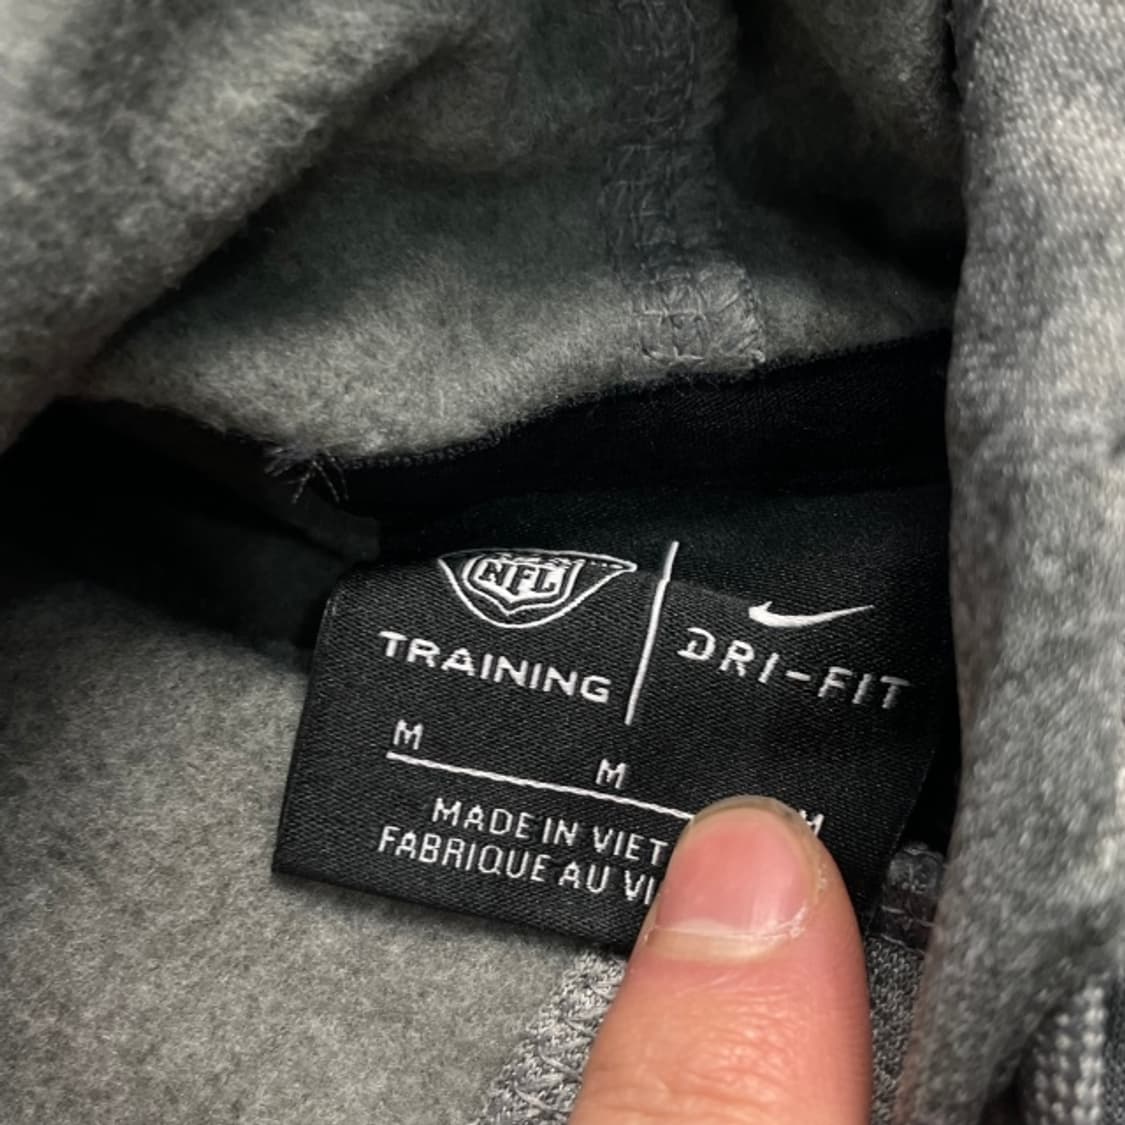 NFL
TRAINING
DRI-FIT
M M M
MADE IN VIET
FABRIQUE AU VI